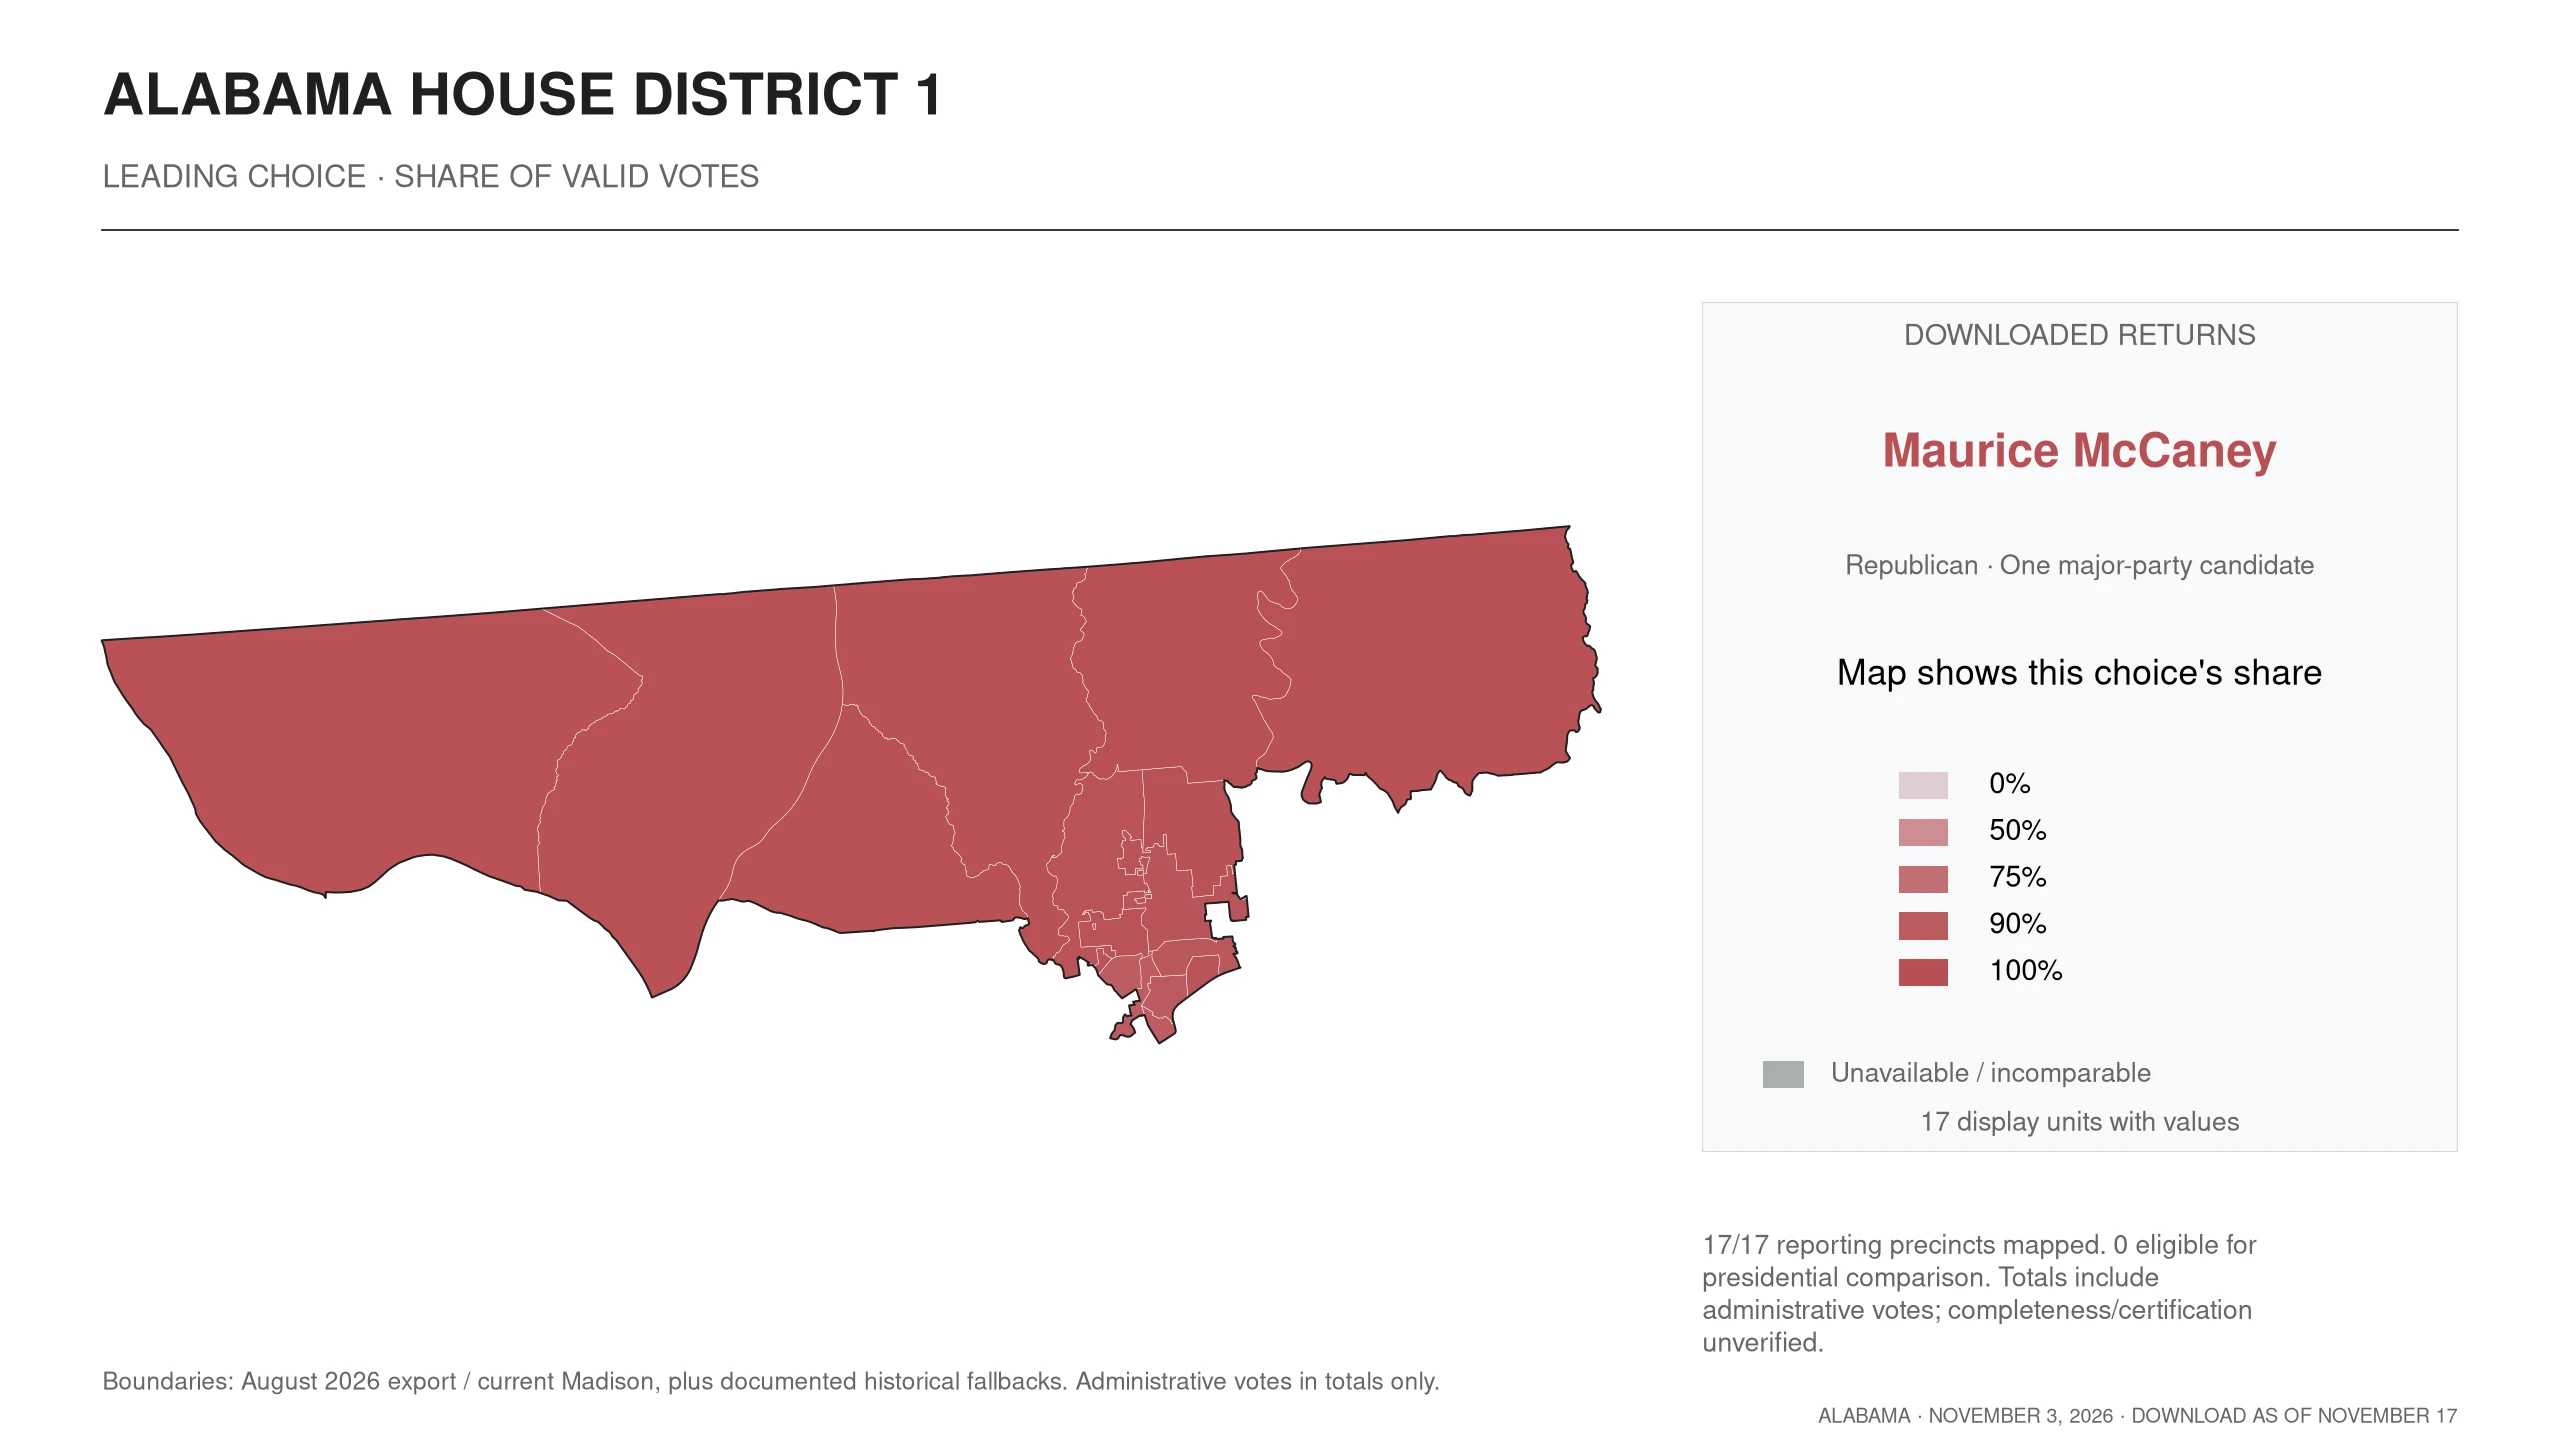 ALABAMA HOUSE DISTRICT 1
LEADING CHOICE · SHARE OF VALID VOTES
DOWNLOADED RETURNS
Maurice McCaney
Republican · One major-party candidate
Map shows this choice's share
0%
50%
75%
90%
100%
Unavailable / incomparable
17 display units with values
17/17 reporting precincts mapped. 0 eligible for
presidential comparison. Totals include
administrative votes; completeness/certification
unverified.
Boundaries: August 2026 export / current Madison, plus documented historical fallbacks. Administrative votes in totals only.
ALABAMA · NOVEMBER 3, 2026 · DOWNLOAD AS OF NOVEMBER 17